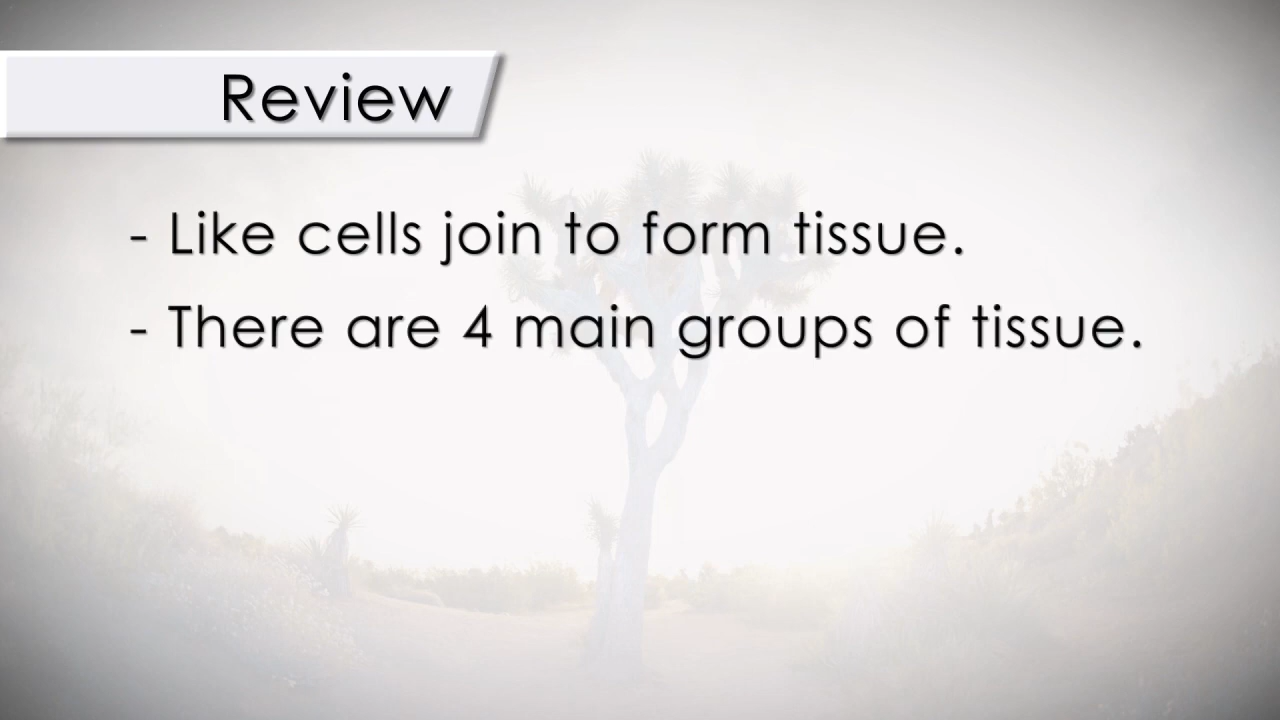 Review
- Like cells join to form tissue.
- There are 4 main groups of tissue.